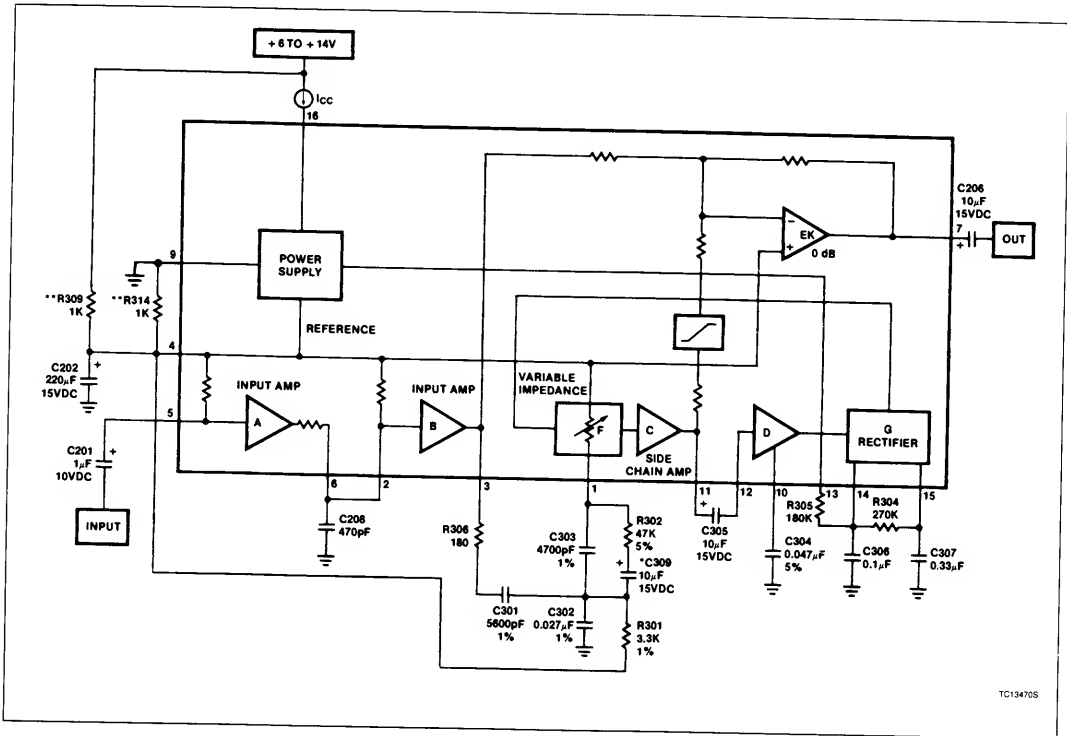 + 6 TO + 14V
ICC
16
C206
10µF
15VDC
7
+
OUT
−
EK
+
0 dB
9
POWER
SUPPLY
**R309
1K
**R314
1K
REFERENCE
4
C202
220µF
15VDC
+
INPUT AMP
A
INPUT AMP
B
VARIABLE
IMPEDANCE
F
C
SIDE
CHAIN AMP
D
G
RECTIFIER
5
C201
1µF
10VDC
+
INPUT
6
2
3
1
11
12
10
13
14
15
C208
470pF
R306
180
C303
4700pF
1%
R302
47K
5%
+
*C309
10µF
15VDC
+
C305
10µF
15VDC
R305
180K
R304
270K
C304
0.047µF
5%
C306
0.1µF
C307
0.33µF
C301
5600pF
1%
C302
0.027µF
1%
R301
3.3K
1%
TC13470S